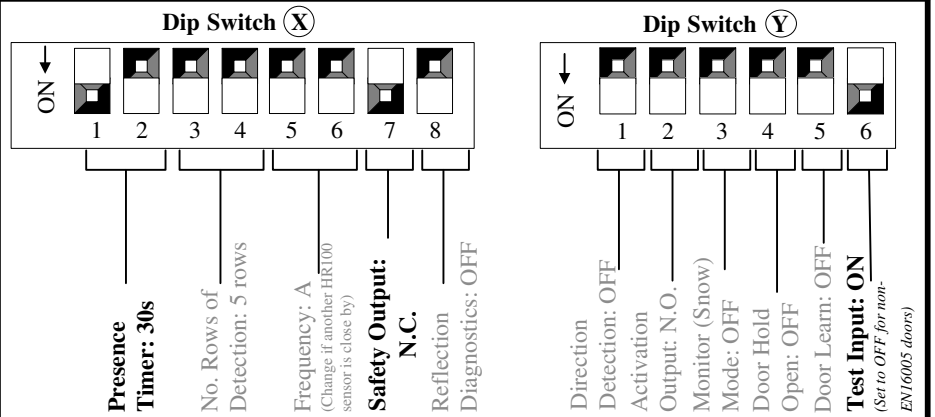 Dip Switch X
ON
1 2 3 4 5 6 7 8
Presence
Timer: 30s
No. Rows of
Detection: 5 rows
Frequency: A
(Change if another HR100
sensor is close by)
Safety Output:
N.C.
Reflection
Diagnostics: OFF
Dip Switch Y
ON
1 2 3 4 5 6
Direction
Detection: OFF
Activation
Output: N.O.
Monitor (Snow)
Mode: OFF
Door Hold
Open: OFF
Door Learn: OFF
Test Input: ON
(Set to OFF for non-
EN16005 doors)